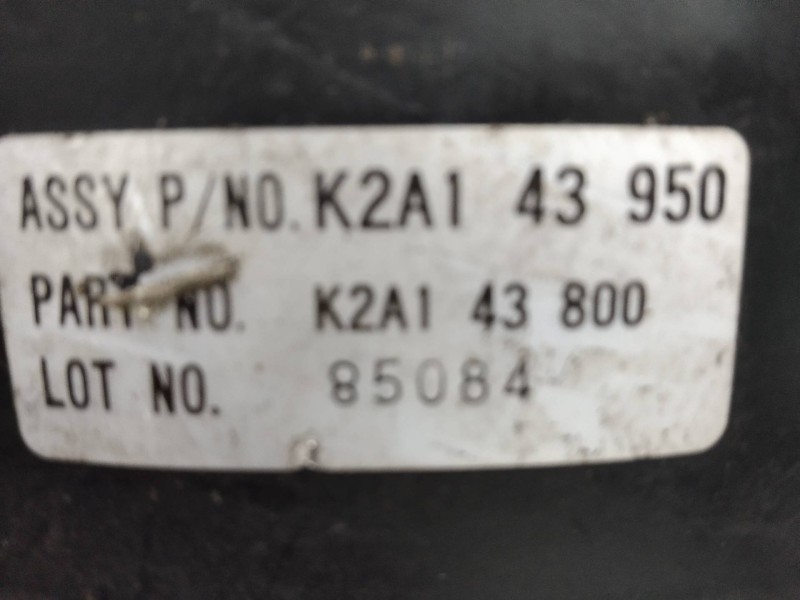 ASSY P/NO. K2A1 43 950
PART NO. K2A1 43 800
LOT NO. 85084